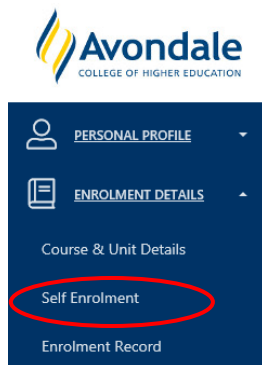 Avondale
COLLEGE OF HIGHER EDUCATION
PERSONAL PROFILE
ENROLMENT DETAILS
Course & Unit Details
Self Enrolment
Enrolment Record